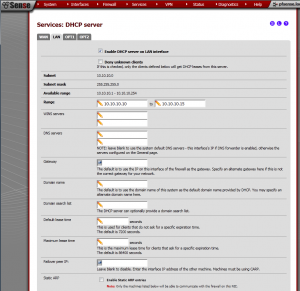 Sense
System
Interfaces
Firewall
Services
VPN
Status
Diagnostics
Help
Services: DHCP server
WAN LAN OPT1 OPT2
Enable DHCP server on LAN interface
Deny unknown clients
If this is checked, only the clients defined below will get DHCP leases from this server.
Subnet 10.10.10.0
Subnet mask 255.255.255.0
Available range 10.10.10.1 - 10.10.10.254
Range 10.10.10.10 to 10.10.10.15
WINS servers
DNS servers
NOTE: leave blank to use the system default DNS servers - this interface's IP if DNS forwarder is enabled, otherwise the servers configured on the General page.
Gateway
The default is to use the IP on this interface of the firewall as the gateway. Specify an alternate gateway here if this is not the correct gateway for your network.
Domain name
The default is to use the domain name of this system as the default domain name provided by DHCP. You may specify an alternate domain name here.
Domain search list
The DHCP server can optionally provide a domain search list.
Default lease time seconds
This is used for clients that do not ask for a specific expiration time.
The default is 7200 seconds.
Maximum lease time seconds
This is the maximum lease time for clients that ask for a specific expiration time.
The default is 86400 seconds.
Failover peer IP:
Leave blank to disable. Enter the interface IP address of the other machine. Machines must be using CARP.
Static ARP
Enable Static ARP entries
Note: Only the machines listed below will be able to communicate with the firewall on this NIC.